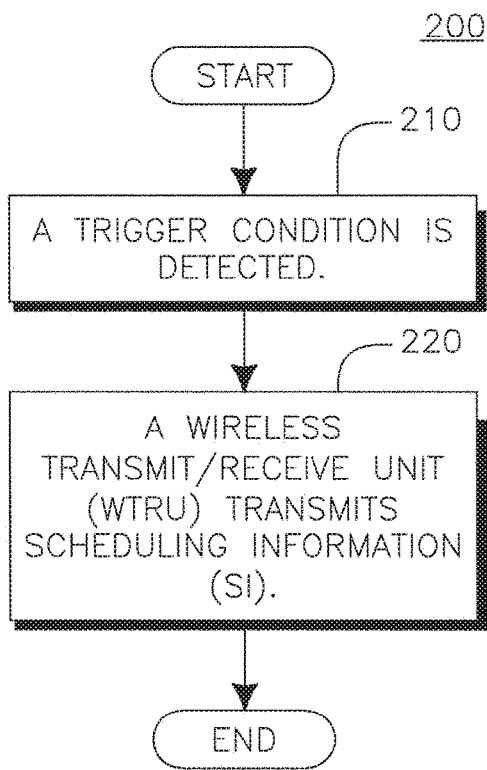 200
START
210
A TRIGGER CONDITION IS
DETECTED.
220
A WIRELESS
TRANSMIT/RECEIVE UNIT
(WTRU) TRANSMITS
SCHEDULING INFORMATION
(SI).
END